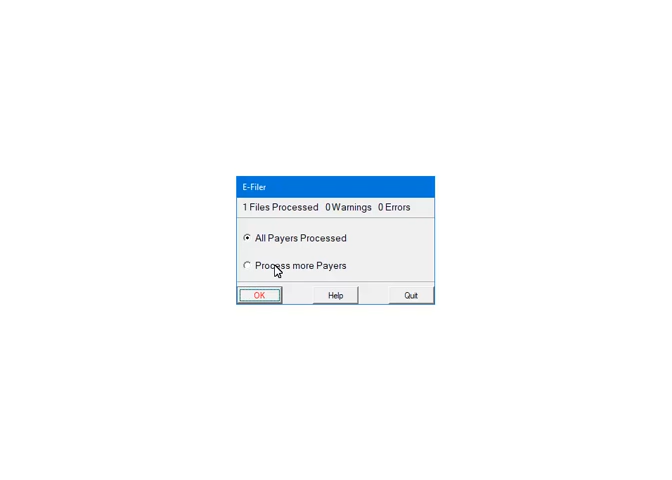 E-Filer
1 Files Processed 0 Warnings 0 Errors
All Payers Processed
Process more Payers
OK Help Quit